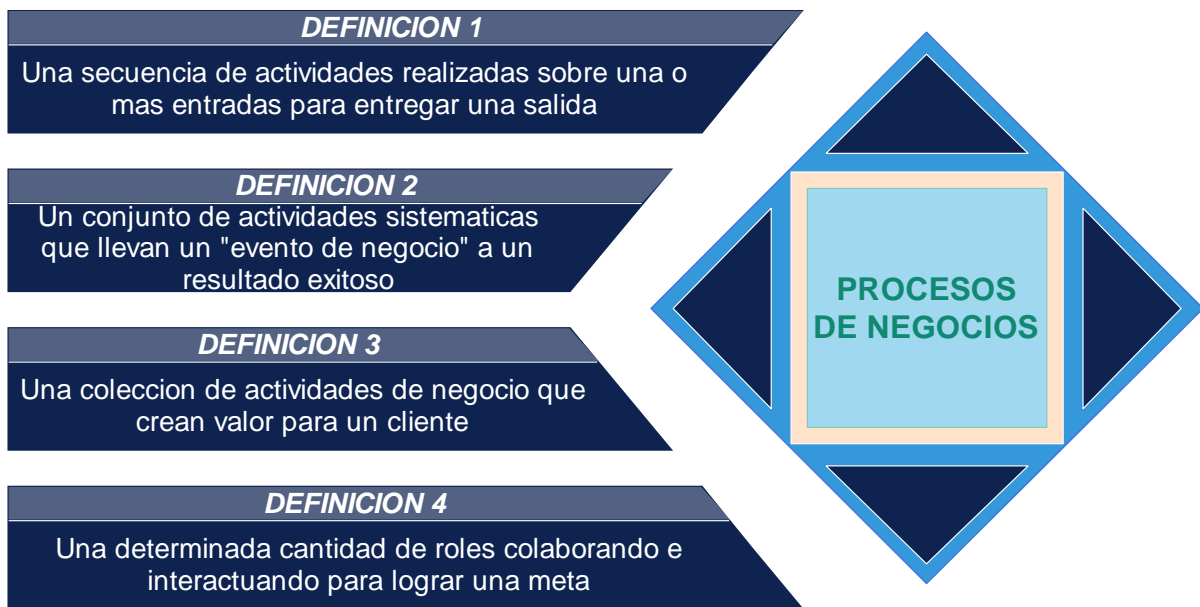 DEFINICION 1
Una secuencia de actividades realizadas sobre una o
mas entradas para entregar una salida
DEFINICION 2
Un conjunto de actividades sistematicas
que llevan un "evento de negocio" a un
resultado exitoso
DEFINICION 3
Una coleccion de actividades de negocio que
crean valor para un cliente
DEFINICION 4
Una determinada cantidad de roles colaborando e
interactuando para lograr una meta
PROCESOS
DE NEGOCIOS